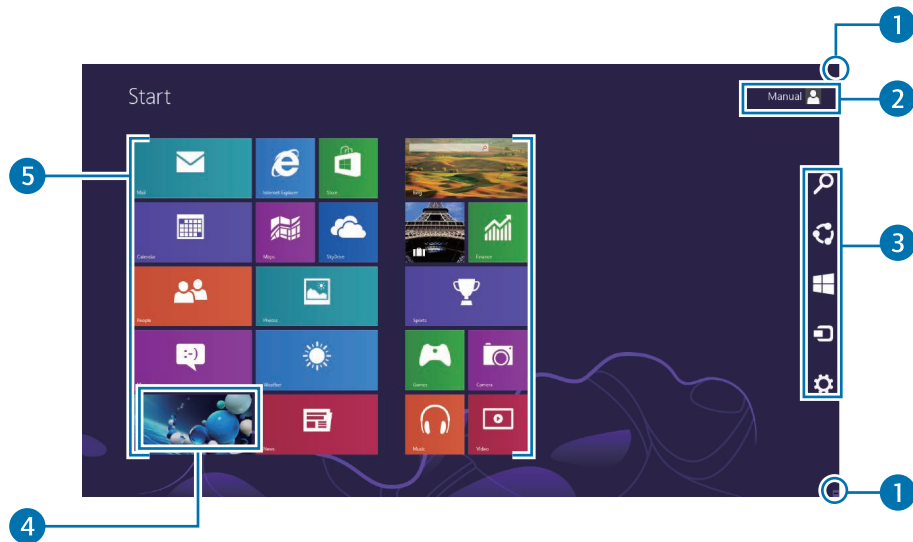 1
Start
Manual
2
5
Mail
Internet Explorer
Store
Bing
3
Calendar
Maps
SkyDrive
Finance
People
Photos
Sports
:-)
Weather
Games
Camera
News
Music
Video
1
4